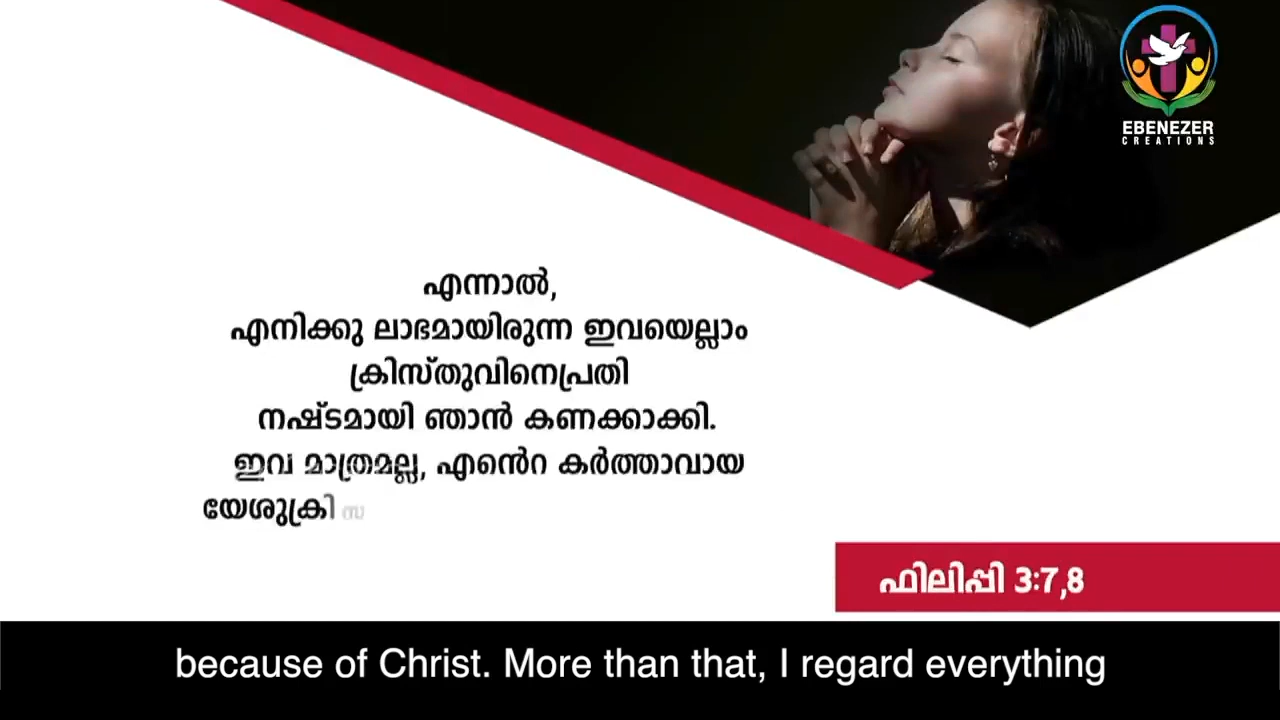 EBENEZER
CREATIONS
എന്നാൽ,
എനിക്കു ലാഭമായിരുന്ന ഇവയെല്ലാം
ക്രിസ്തുവിനെപ്രതി
നഷ്ടമായി ഞാൻ കണക്കാക്കി.
ഇവ മാത്രമല്ല, എൻെറ കർത്താവായ
യേശുക്രിസ
ഫിലിപ്പി 3:7,8
because of Christ. More than that, I regard everything